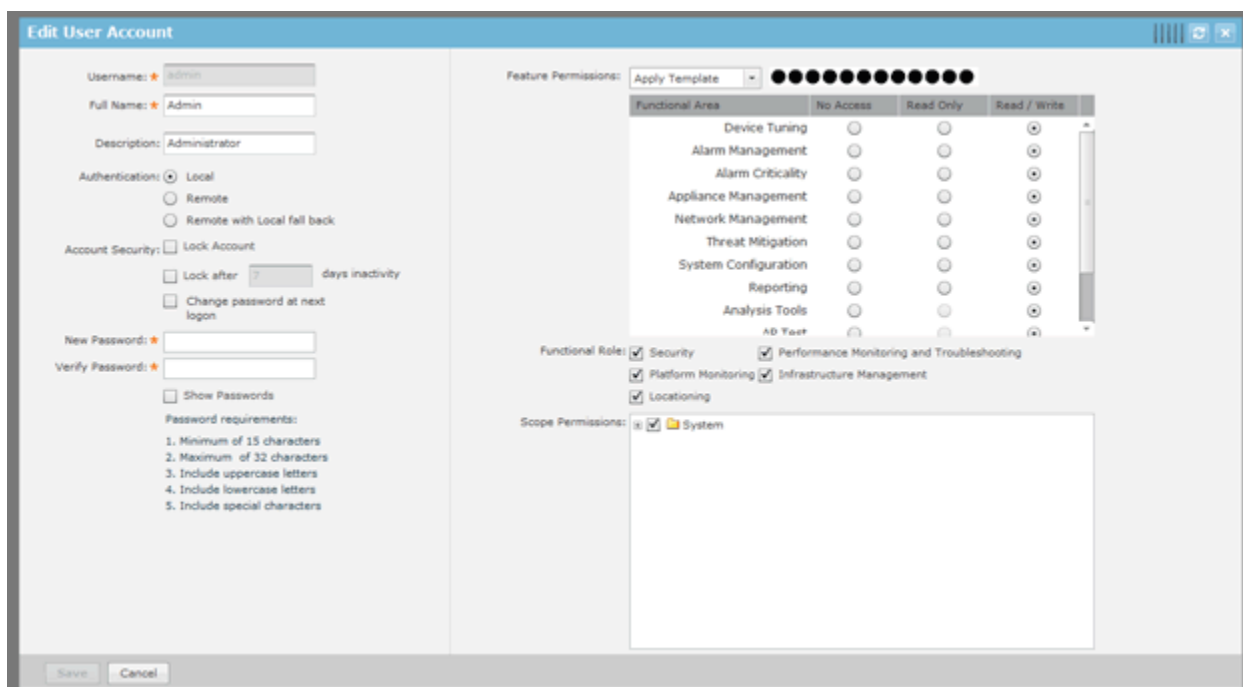 Edit User Account
Username: ★ admin
Full Name: ★ Admin
Description: Administrator
Authentication: Local
Remote
Remote with Local fall back
Account Security: Lock Account
Lock after 7 days inactivity
Change password at next
logon
New Password: ★
Verify Password: ★
Show Passwords
Password requirements:
1. Minimum of 15 characters
2. Maximum of 32 characters
3. Include uppercase letters
4. Include lowercase letters
5. Include special characters
Feature Permissions: Apply Template
Functional Area No Access Read Only Read / Write
Device Tuning
Alarm Management
Alarm Criticality
Appliance Management
Network Management
Threat Mitigation
System Configuration
Reporting
Analysis Tools
AP Test
Functional Role: Security Performance Monitoring and Troubleshooting
Platform Monitoring Infrastructure Management
Locationing
Scope Permissions: System
Save Cancel